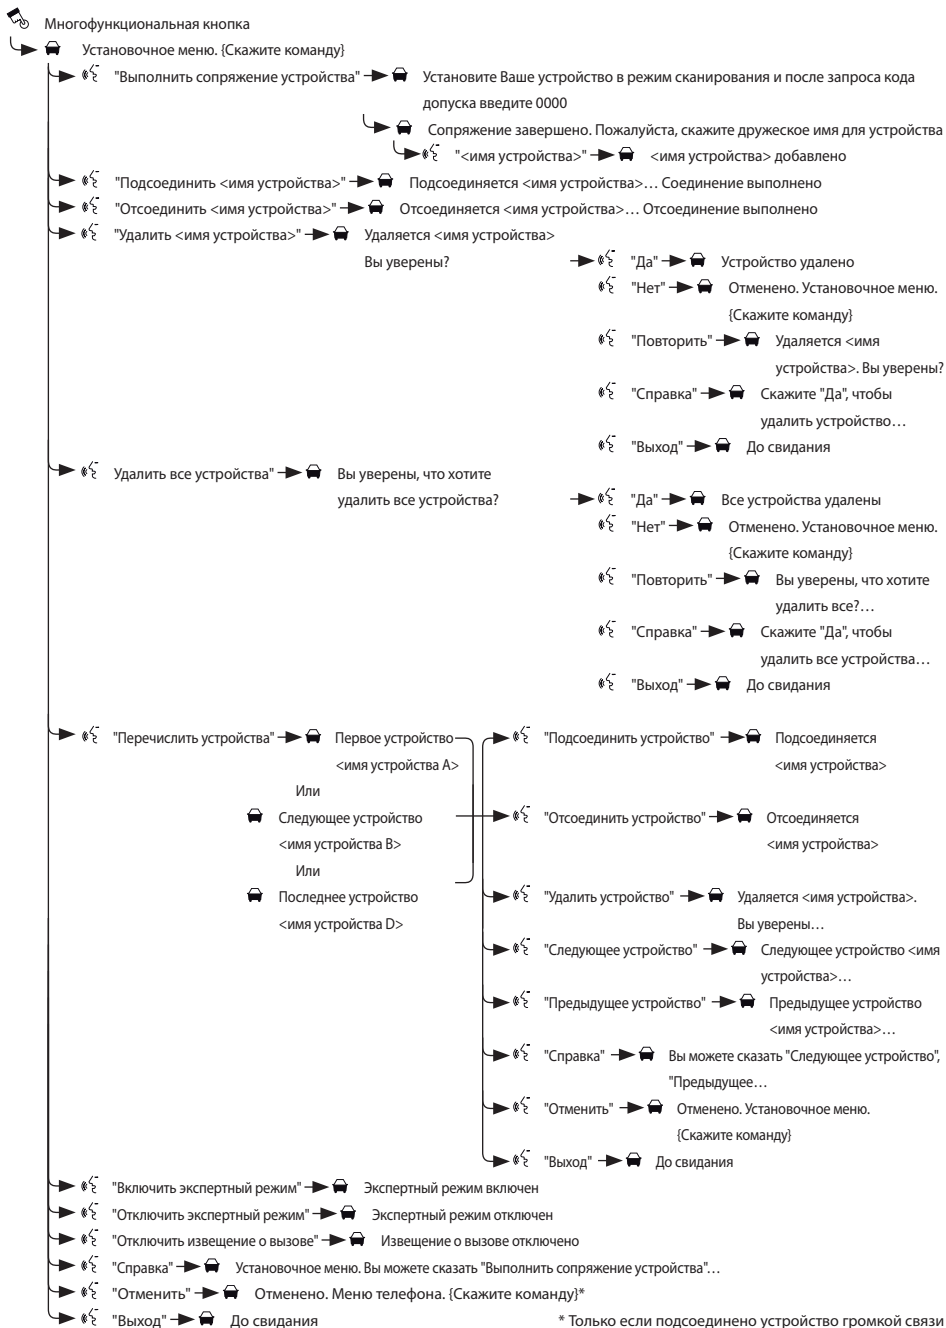 Многофункциональная кнопка
Установочное меню. {Скажите команду}
"Выполнить сопряжение устройства" Установите Ваше устройство в режим сканирования и после запроса кода
допуска введите 0000
Сопряжение завершено. Пожалуйста, скажите дружеское имя для устройства
"<имя устройства>" <имя устройства> добавлено
"Подсоединить <имя устройства>" Подсоединяется <имя устройства>… Соединение выполнено
"Отсоединить <имя устройства>" Отсоединяется <имя устройства>… Отсоединение выполнено
"Удалить <имя устройства>" Удаляется <имя устройства>
Вы уверены? "Да" Устройство удалено
"Нет" Отменено. Установочное меню.
{Скажите команду}
"Повторить" Удаляется <имя
устройства>. Вы уверены?
"Справка" Скажите "Да", чтобы
удалить устройство…
"Выход" До свидания
Удалить все устройства" Вы уверены, что хотите
удалить все устройства? "Да" Все устройства удалены
"Нет" Отменено. Установочное меню.
{Скажите команду}
"Повторить" Вы уверены, что хотите
удалить все?…
"Справка" Скажите "Да", чтобы
удалить все устройства…
"Выход" До свидания
"Перечислить устройства" Первое устройство "Подсоединить устройство" Подсоединяется
<имя устройства A> <имя устройства>
Или
Следующее устройство "Отсоединить устройство" Отсоединяется
<имя устройства B> <имя устройства>
Или
Последнее устройство "Удалить устройство" Удаляется <имя устройства>.
<имя устройства D> Вы уверены…
"Следующее устройство" Следующее устройство <имя
устройства>…
"Предыдущее устройство" Предыдущее устройство
<имя устройства>…
"Справка" Вы можете сказать "Следующее устройство",
"Предыдущее…
"Отменить" Отменено. Установочное меню.
{Скажите команду}
"Выход" До свидания
"Включить экспертный режим" Экспертный режим включен
"Отключить экспертный режим" Экспертный режим отключен
"Отключить извещение о вызове" Извещение о вызове отключено
"Справка" Установочное меню. Вы можете сказать "Выполнить сопряжение устройства"…
"Отменить" Отменено. Меню телефона. {Скажите команду}*
"Выход" До свидания * Только если подсоединено устройство громкой связи